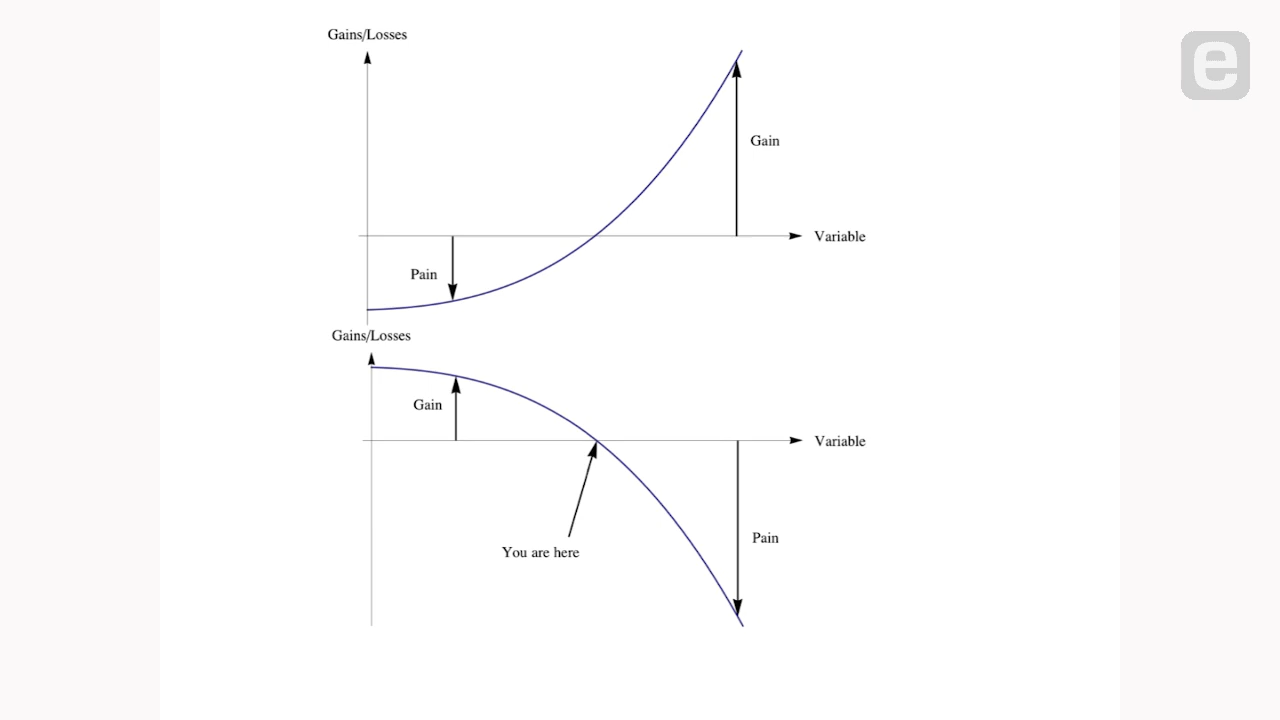 Gains/Losses
e
Gain
Variable
Pain
Gains/Losses
Gain
Variable
Pain
You are here